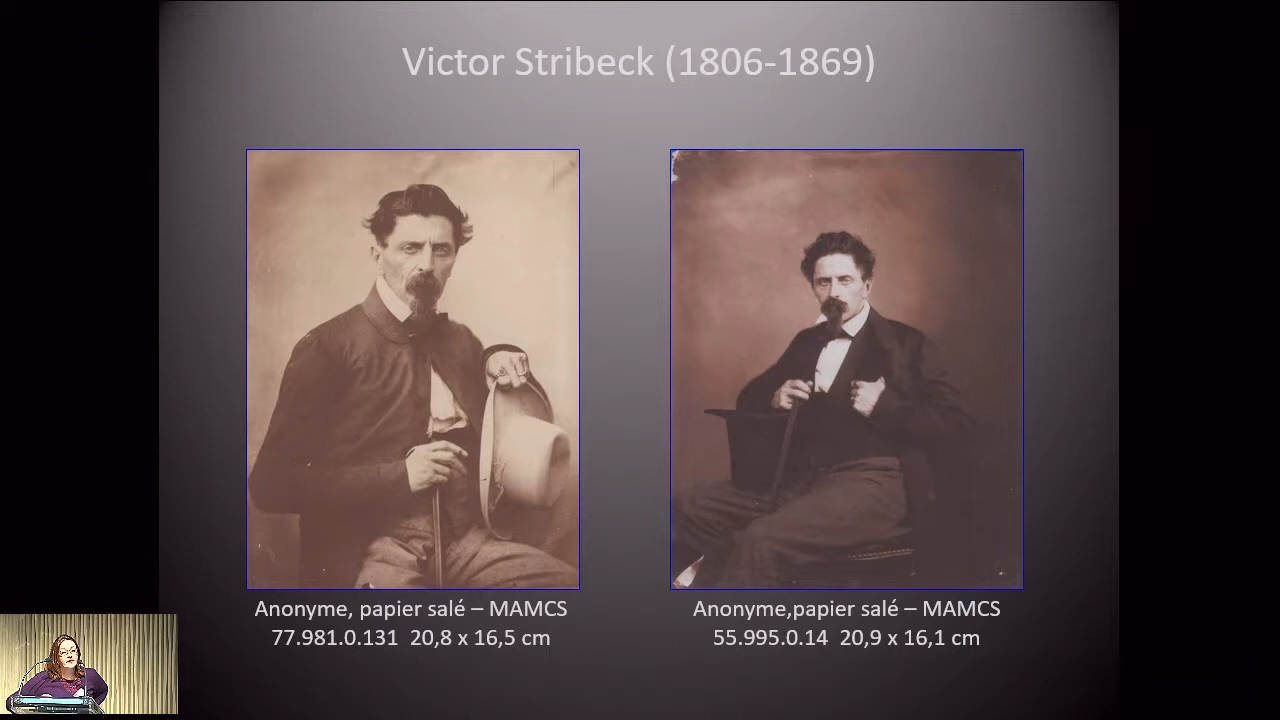 Victor Stribeck (1806-1869)
Anonyme, papier salé – MAMCS
77.981.0.131 20,8 x 16,5 cm
Anonyme,papier salé – MAMCS
55.995.0.14 20,9 x 16,1 cm